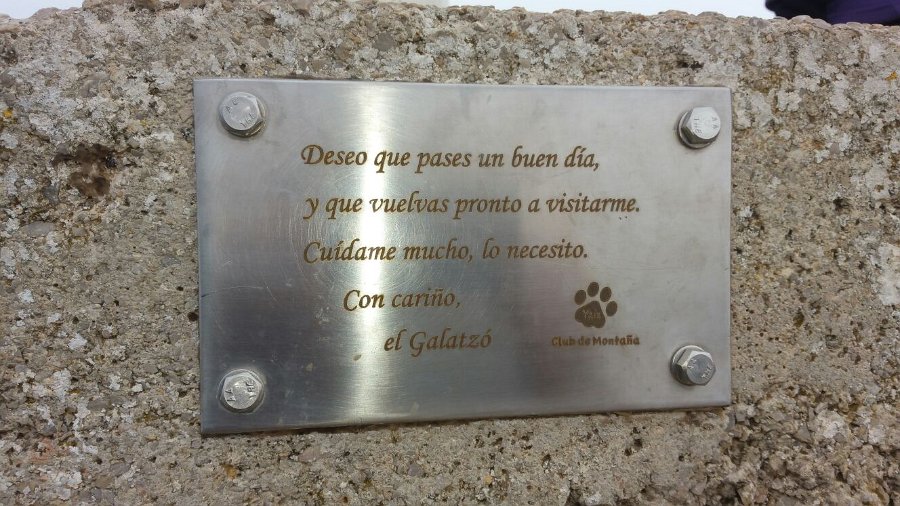 Deseo que pases un buen día,
y que vuelvas pronto a visitarme.
Cuídame mucho, lo necesito.
Con cariño,
el Galatzó
Club de Montaña